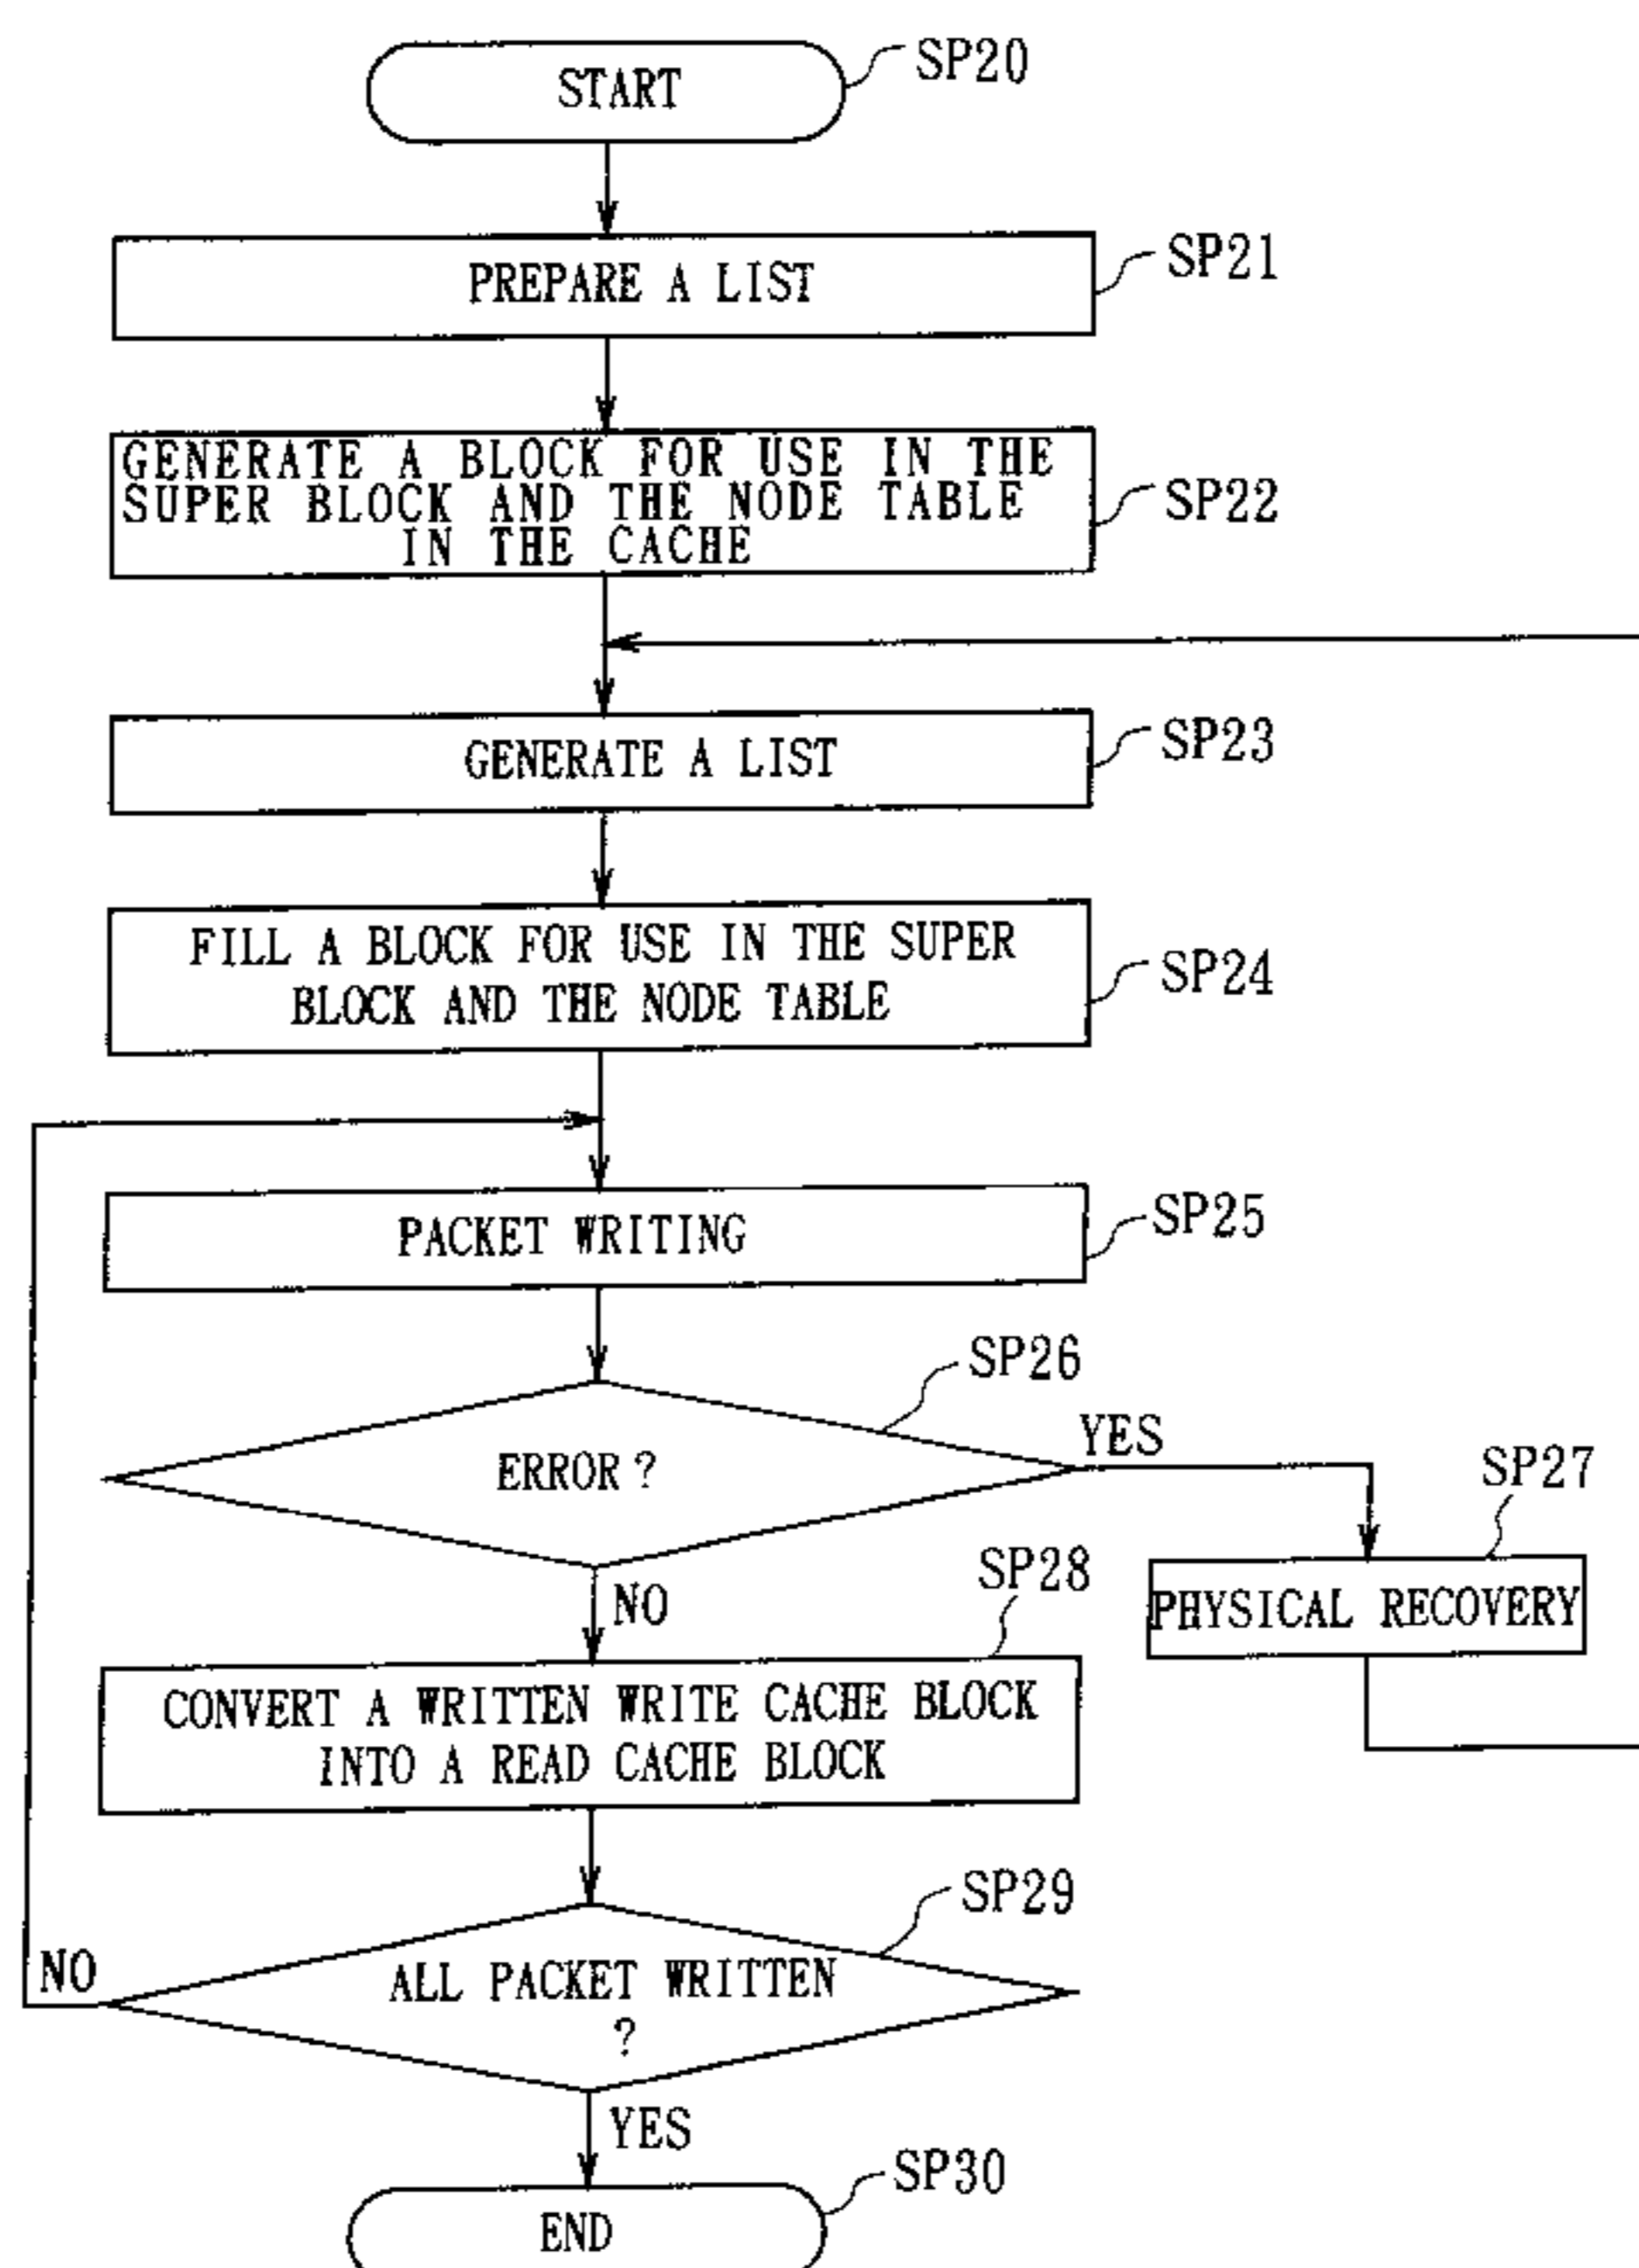 START
SP20
PREPARE A LIST
SP21
GENERATE A BLOCK FOR USE IN THE
SUPER BLOCK AND THE NODE TABLE
IN THE CACHE
SP22
GENERATE A LIST
SP23
FILL A BLOCK FOR USE IN THE SUPER
BLOCK AND THE NODE TABLE
SP24
PACKET WRITING
SP25
SP26
ERROR ?
YES
SP27
PHYSICAL RECOVERY
NO
SP28
CONVERT A WRITTEN WRITE CACHE BLOCK
INTO A READ CACHE BLOCK
SP29
NO
ALL PACKET WRITTEN
?
YES
SP30
END